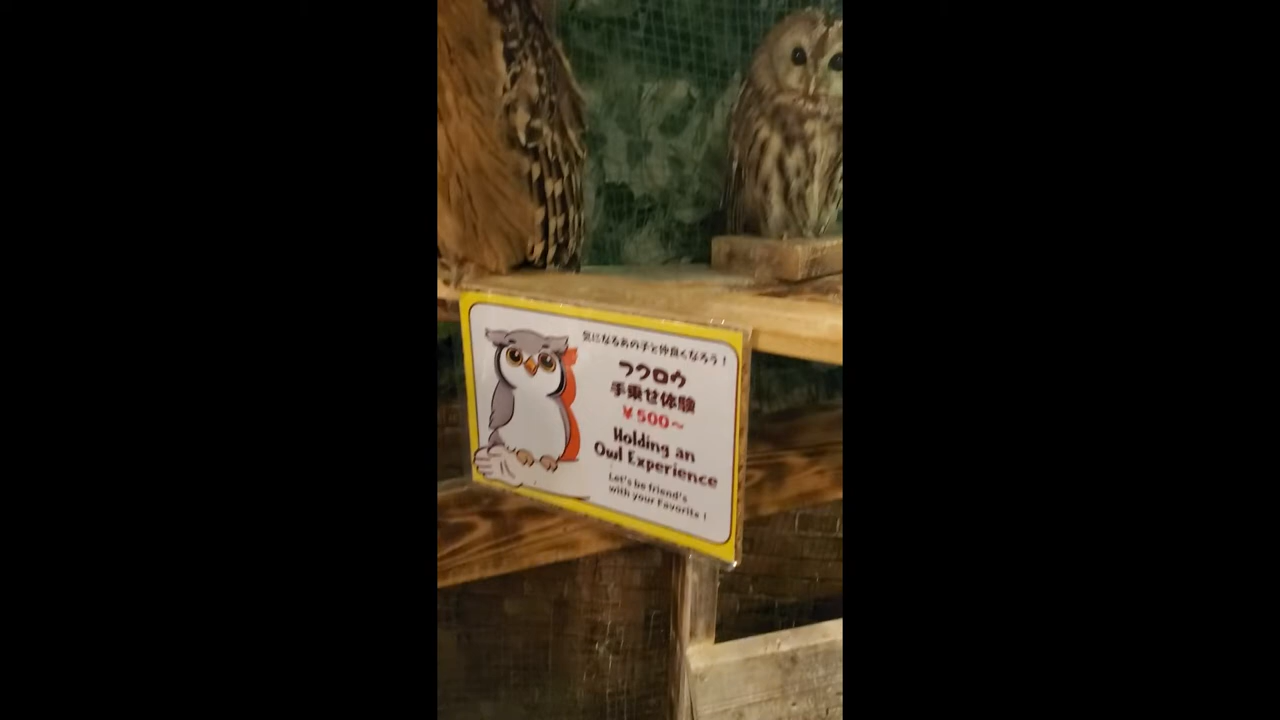 気になるあの子と仲良くなろう！
フクロウ
手乗せ体験
￥500～
Holding an
Owl Experience
Let's be friend's
with your Favorite !